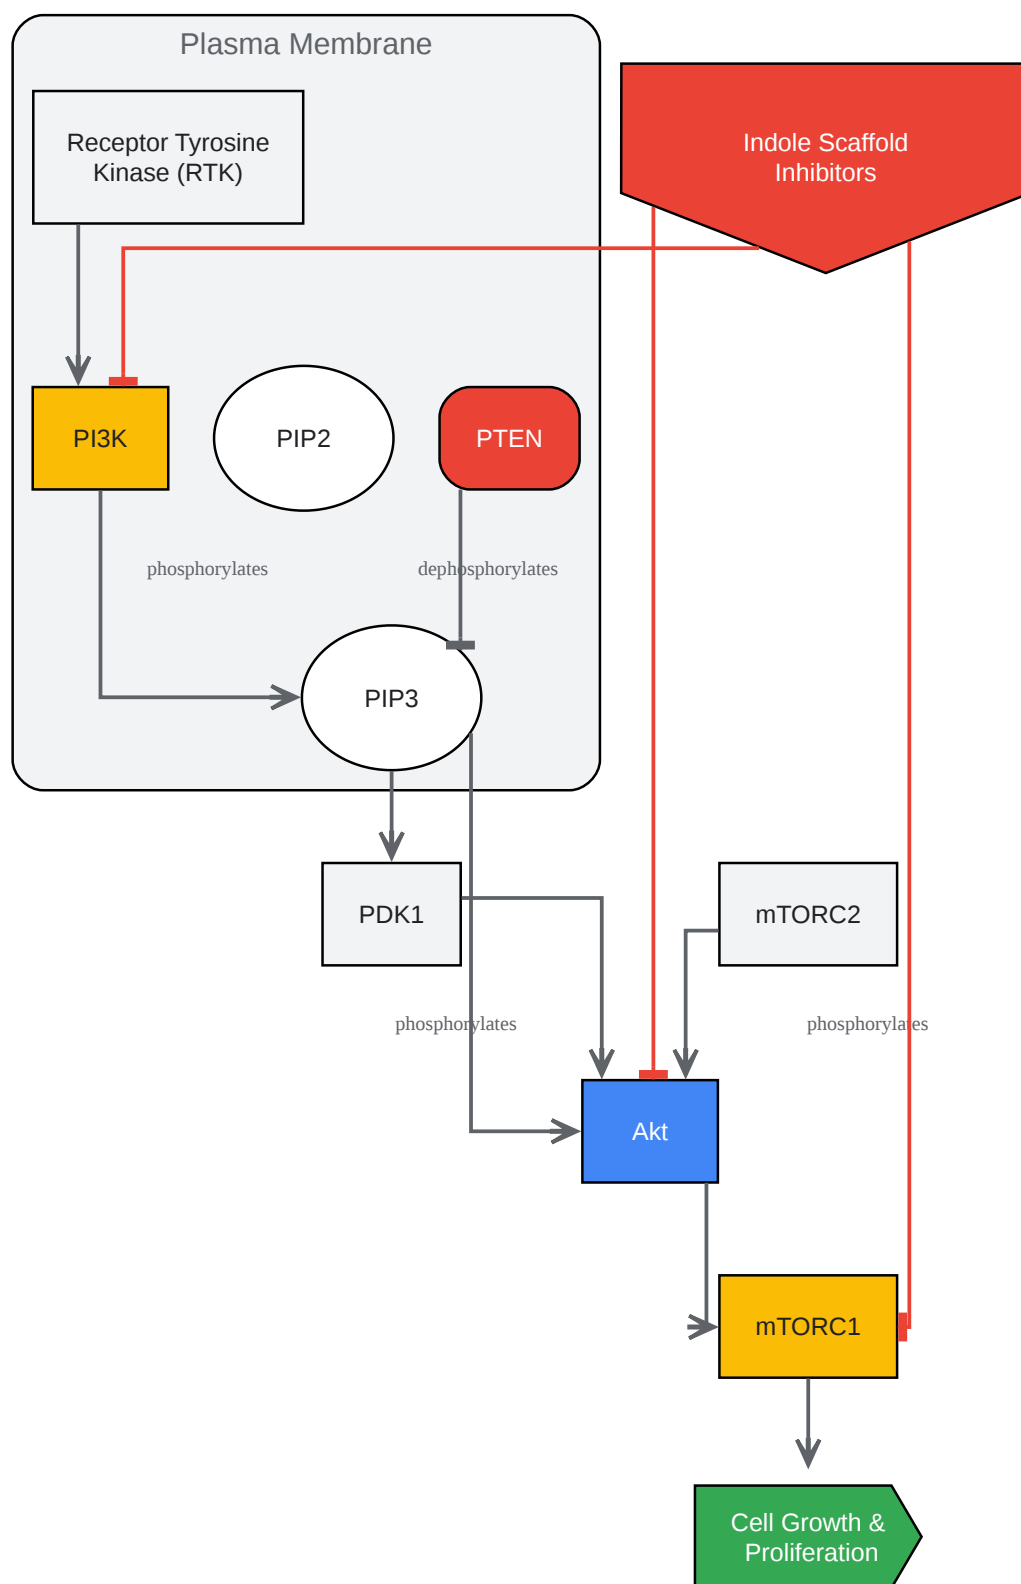 Plasma Membrane
Receptor Tyrosine
Kinase (RTK)
Indole Scaffold
Inhibitors
PI3K
PIP2
PTEN
phosphorylates
dephosphorylates
PIP3
PDK1
mTORC2
phosphorylates
phosphorylates
Akt
mTORC1
Cell Growth &
Proliferation